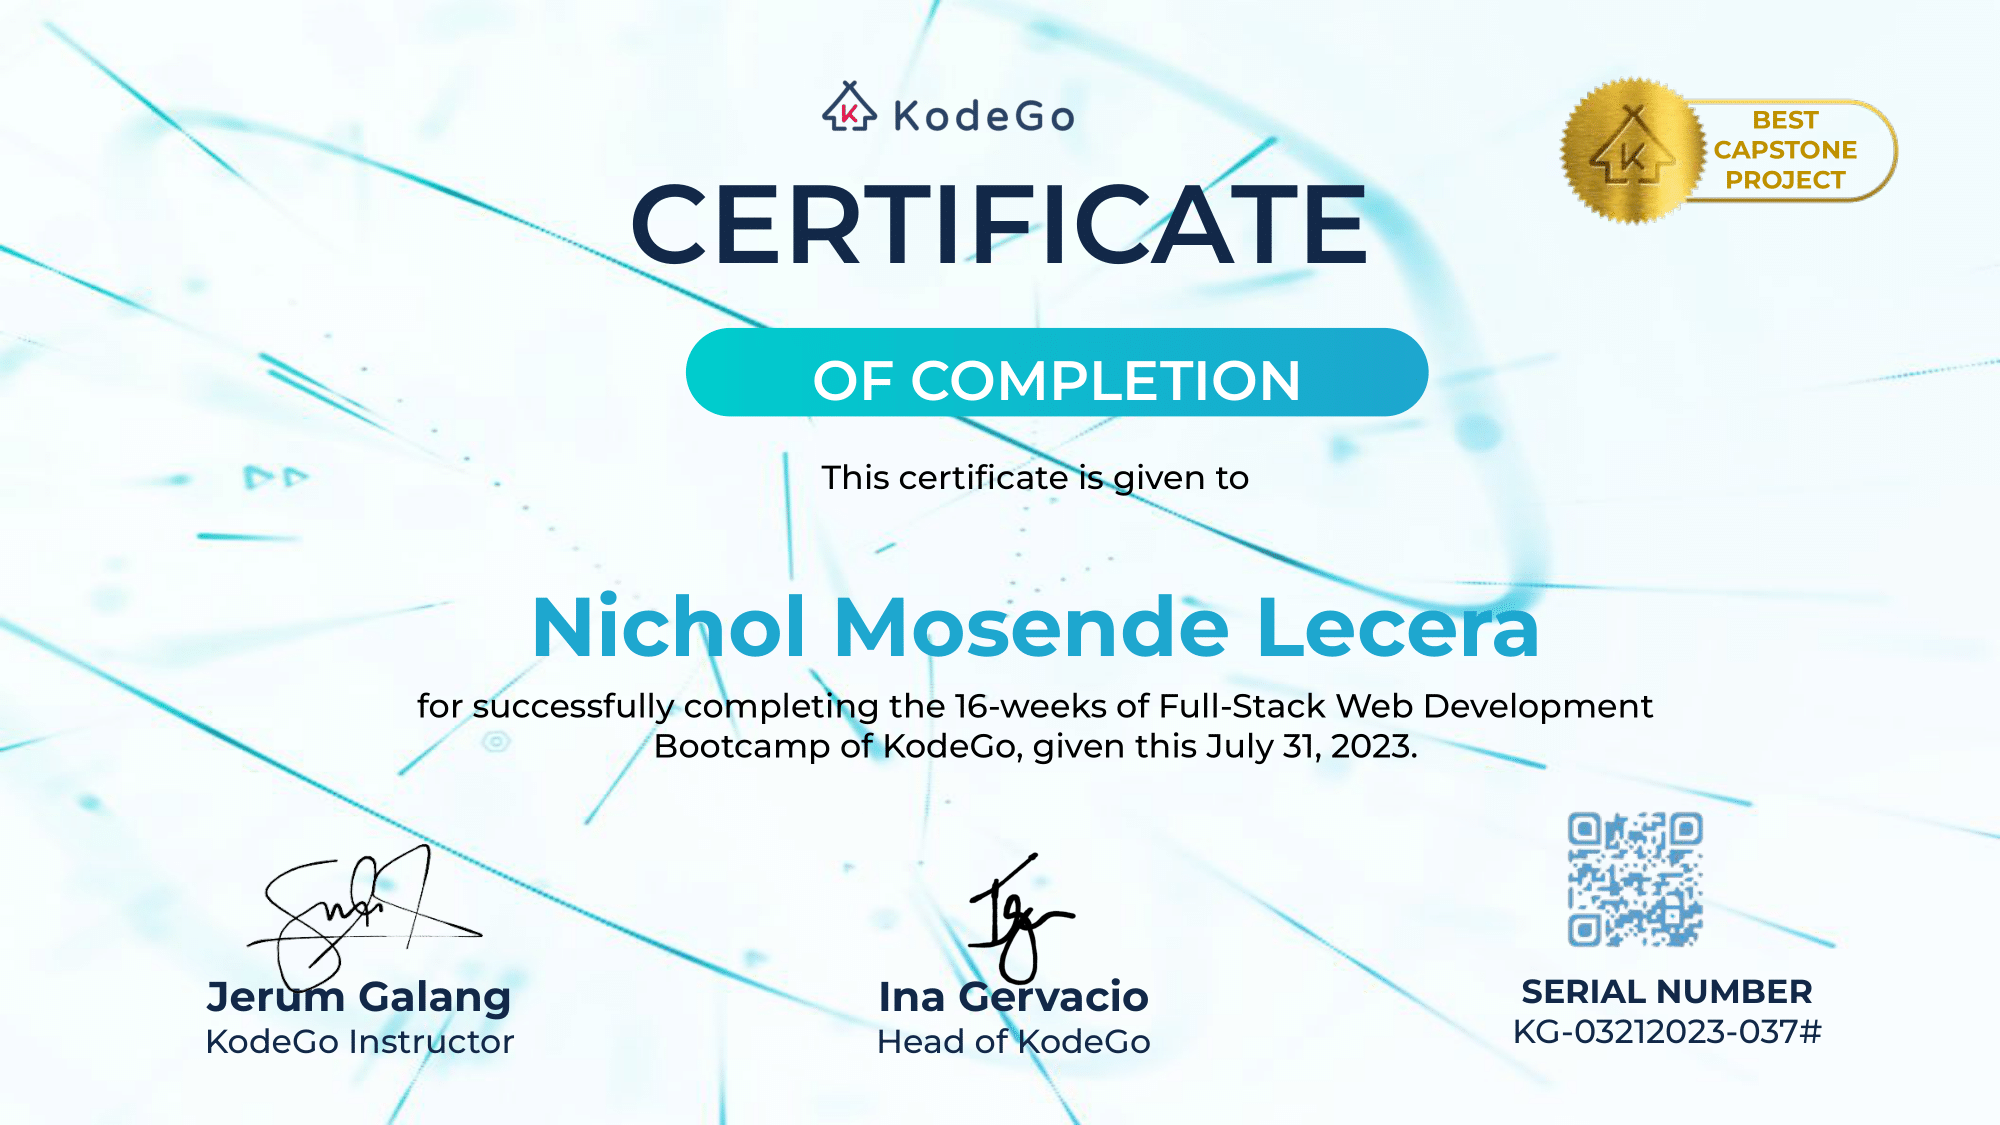 KodeGo
BEST
CAPSTONE
PROJECT
CERTIFICATE
OF COMPLETION
This certificate is given to
Nichol Mosende Lecera
for successfully completing the 16-weeks of Full-Stack Web Development
Bootcamp of KodeGo, given this July 31, 2023.
Jerum Galang
KodeGo Instructor
Ina Gervacio
Head of KodeGo
SERIAL NUMBER
KG-03212023-037#